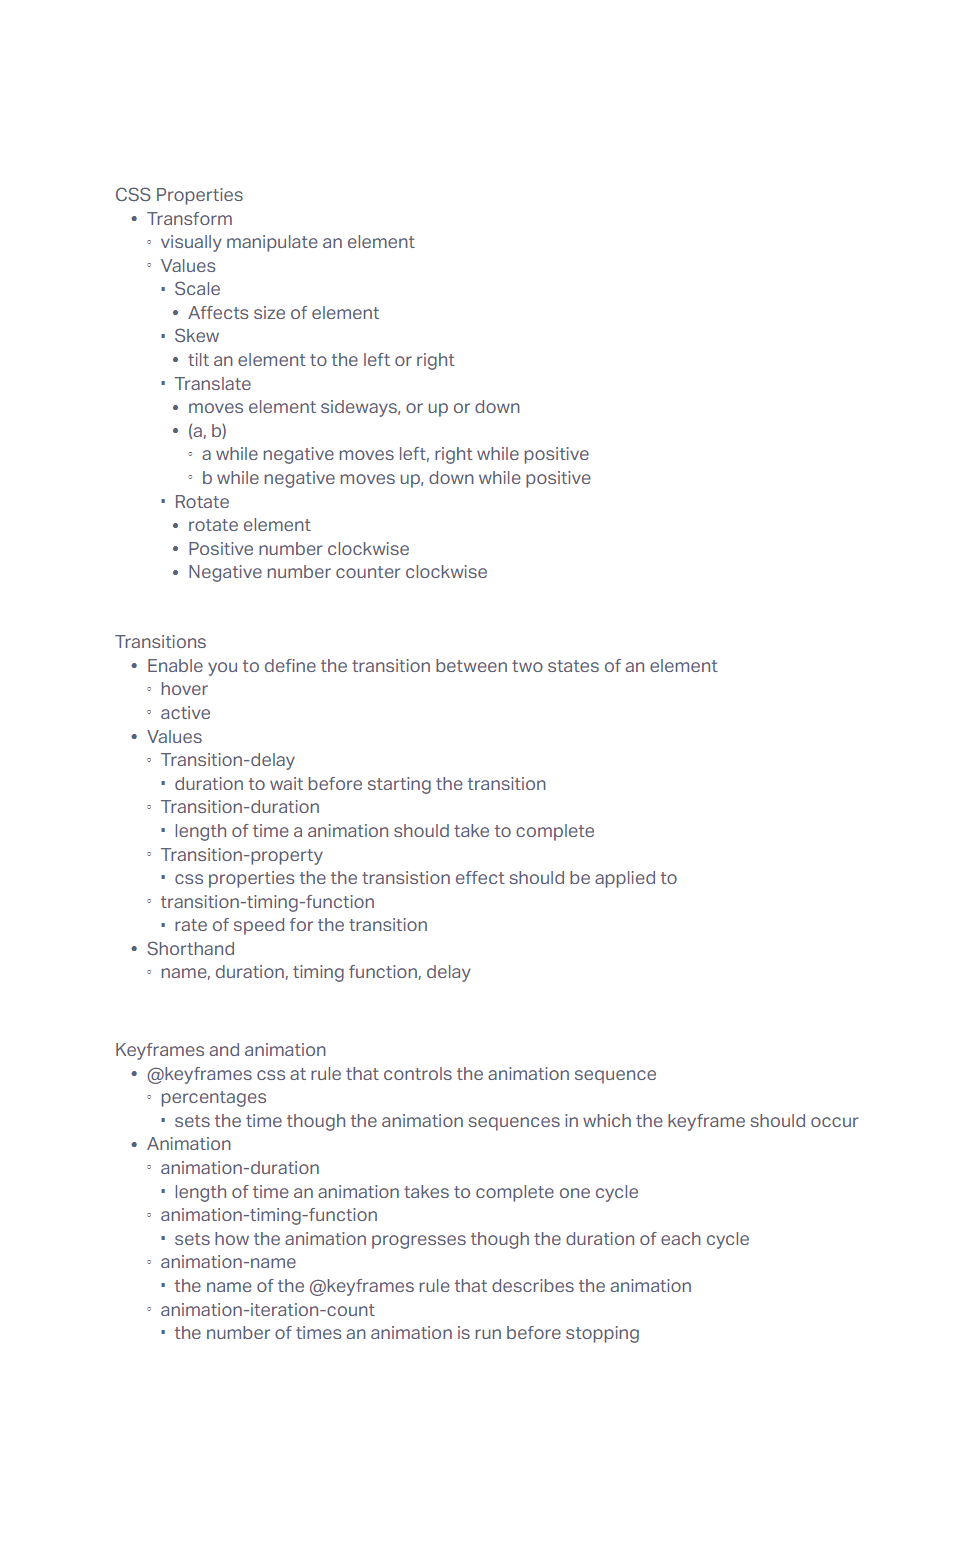 CSS Properties
• Transform
◦ visually manipulate an element
◦ Values
▪ Scale
• Affects size of element
▪ Skew
• tilt an element to the left or right
▪ Translate
• moves element sideways, or up or down
• (a, b)
◦ a while negative moves left, right while positive
◦ b while negative moves up, down while positive
▪ Rotate
• rotate element
• Positive number clockwise
• Negative number counter clockwise
Transitions
• Enable you to define the transition between two states of an element
◦ hover
◦ active
• Values
◦ Transition-delay
▪ duration to wait before starting the transition
◦ Transition-duration
▪ length of time a animation should take to complete
◦ Transition-property
▪ css properties the the transistion effect should be applied to
◦ transition-timing-function
▪ rate of speed for the transition
• Shorthand
◦ name, duration, timing function, delay
Keyframes and animation
• @keyframes css at rule that controls the animation sequence
◦ percentages
▪ sets the time though the animation sequences in which the keyframe should occur
• Animation
◦ animation-duration
▪ length of time an animation takes to complete one cycle
◦ animation-timing-function
▪ sets how the animation progresses though the duration of each cycle
◦ animation-name
▪ the name of the @keyframes rule that describes the animation
◦ animation-iteration-count
▪ the number of times an animation is run before stopping